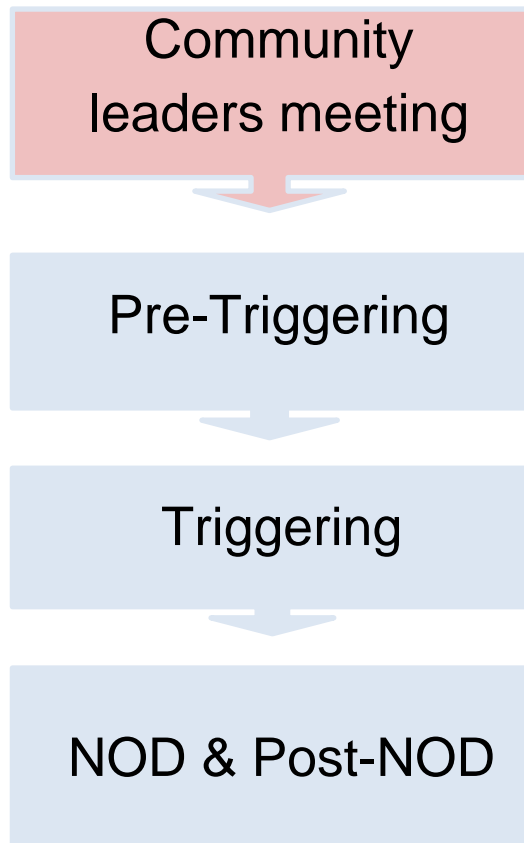 Community
leaders meeting
Pre-Triggering
Triggering
NOD & Post-NOD